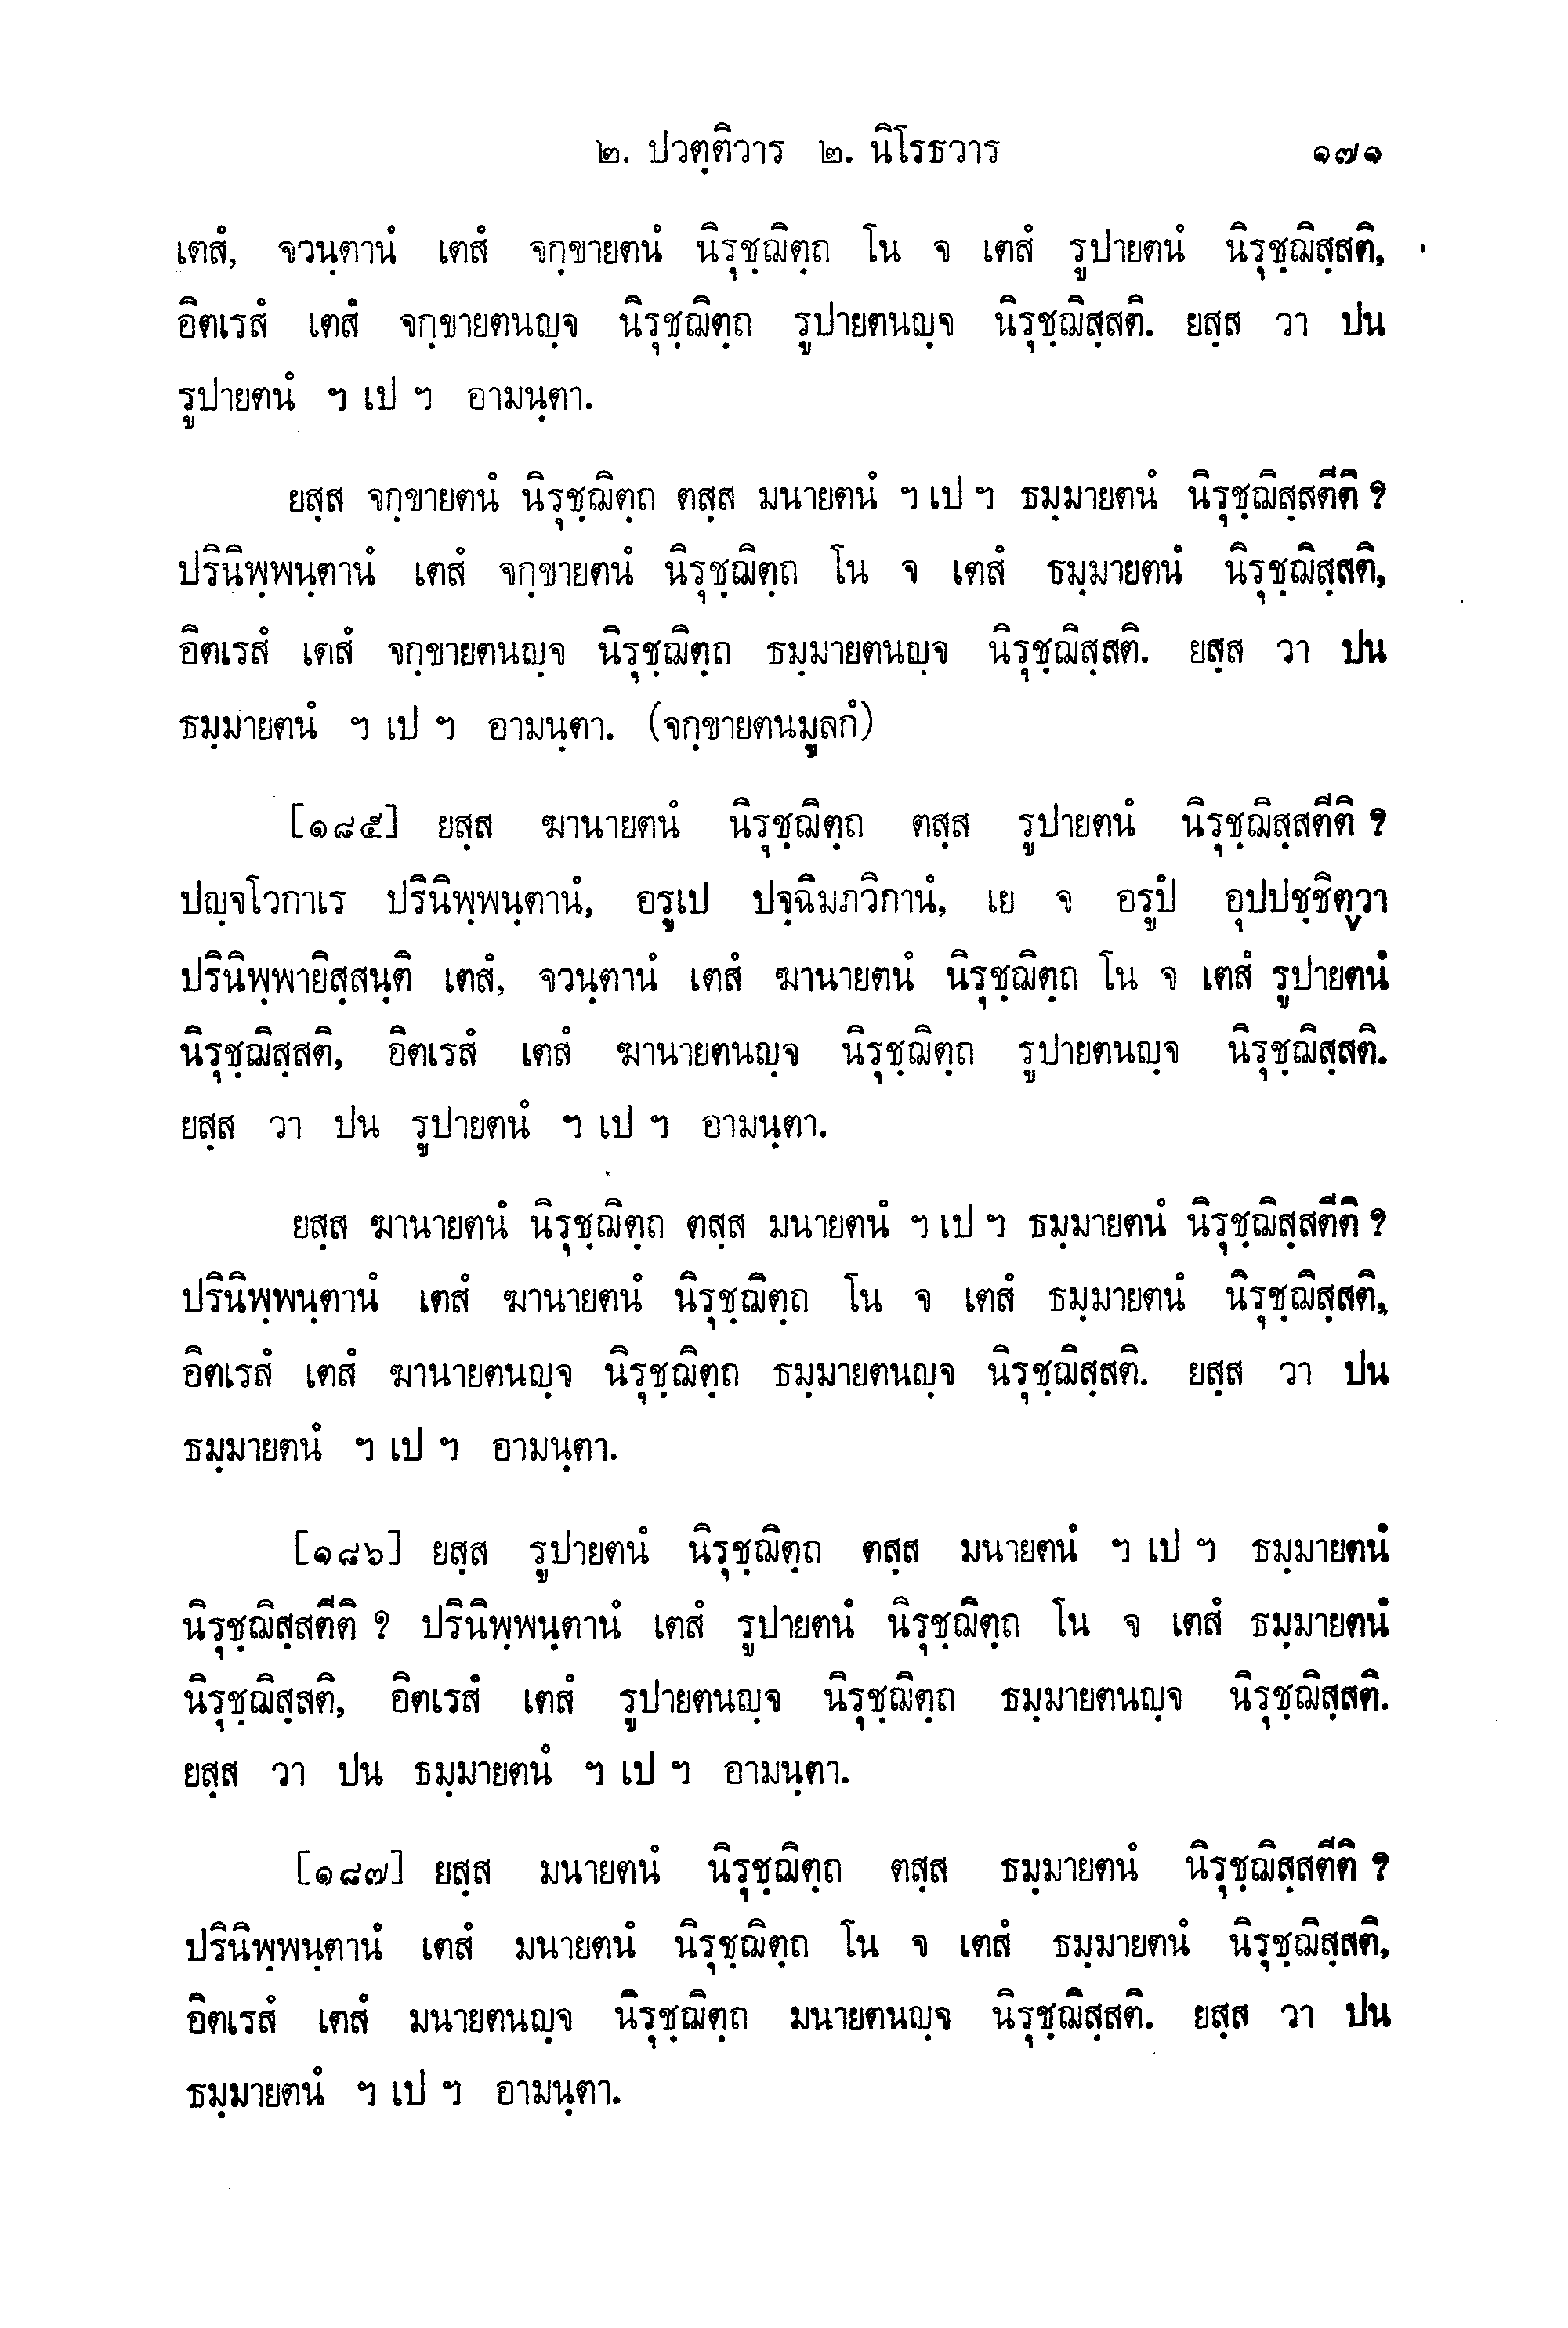 ๒. ปวตฺติวาร ๒. นิโรธวาร ๑๗๑
เตสํ, จวนฺตานํ เตสํ จกฺขายตนํ นิรุชฺฌิตฺถ โน จ เตสํ รูปายตนํ นิรุชฺฌิสฺสติ,
อิตเรสํ เตสํ จกฺขายตนญฺจ นิรุชฺฌิตฺถ รูปายตนญฺจ นิรุชฺฌิสฺสติ. ยสฺส วา ปน
รูปายตนํ ฯ เป ฯ อามนฺตา.
ยสฺส จกฺขายตนํ นิรุชฺฌิตฺถ ตสฺส มนายตนํ ฯ เป ฯ ธมฺมายตนํ นิรุชฺฌิสฺสตีติ ?
ปรินิพฺพนฺตานํ เตสํ จกฺขายตนํ นิรุชฺฌิตฺถ โน จ เตสํ ธมฺมายตนํ นิรุชฺฌิสฺสติ,
อิตเรสํ เตสํ จกฺขายตนญฺจ นิรุชฺฌิตฺถ ธมฺมายตนญฺจ นิรุชฺฌิสฺสติ. ยสฺส วา ปน
ธมฺมายตนํ ฯ เป ฯ อามนฺตา. (จกฺขายตนมูลกํ)
[๑๘๕] ยสฺส ฆานายตนํ นิรุชฺฌิตฺถ ตสฺส รูปายตนํ นิรุชฺฌิสฺสตีติ ?
ปญฺจโวกาเร ปรินิพฺพนฺตานํ, อรูเป ปจฺฉิมภวิกานํ, เย จ อรูปํ อุปปชฺชิตฺวา
ปรินิพฺพายิสฺสนฺติ เตสํ, จวนฺตานํ เตสํ ฆานายตนํ นิรุชฺฌิตฺถ โน จ เตสํ รูปายตนํ
นิรุชฺฌิสฺสติ, อิตเรสํ เตสํ ฆานายตนญฺจ นิรุชฺฌิตฺถ รูปายตนญฺจ นิรุชฺฌิสฺสติ.
ยสฺส วา ปน รูปายตนํ ฯ เป ฯ อามนฺตา.
ยสฺส ฆานายตนํ นิรุชฺฌิตฺถ ตสฺส มนายตนํ ฯ เป ฯ ธมฺมายตนํ นิรุชฺฌิสฺสตีติ ?
ปรินิพฺพนฺตานํ เตสํ ฆานายตนํ นิรุชฺฌิตฺถ โน จ เตสํ ธมฺมายตนํ นิรุชฺฌิสฺสติ,
อิตเรสํ เตสํ ฆานายตนญฺจ นิรุชฺฌิตฺถ ธมฺมายตนญฺจ นิรุชฺฌิสฺสติ. ยสฺส วา ปน
ธมฺมายตนํ ฯ เป ฯ อามนฺตา.
[๑๘๖] ยสฺส รูปายตนํ นิรุชฺฌิตฺถ ตสฺส มนายตนํ ฯ เป ฯ ธมฺมายตนํ
นิรุชฺฌิสฺสตีติ ? ปรินิพฺพนฺตานํ เตสํ รูปายตนํ นิรุชฺฌิตฺถ โน จ เตสํ ธมฺมายตนํ
นิรุชฺฌิสฺสติ, อิตเรสํ เตสํ รูปายตนญฺจ นิรุชฺฌิตฺถ ธมฺมายตนญฺจ นิรุชฺฌิสฺสติ.
ยสฺส วา ปน ธมฺมายตนํ ฯ เป ฯ อามนฺตา.
[๑๘๗] ยสฺส มนายตนํ นิรุชฺฌิตฺถ ตสฺส ธมฺมายตนํ นิรุชฺฌิสฺสตีติ ?
ปรินิพฺพนฺตานํ เตสํ มนายตนํ นิรุชฺฌิตฺถ โน จ เตสํ ธมฺมายตนํ นิรุชฺฌิสฺสติ,
อิตเรสํ เตสํ มนายตนญฺจ นิรุชฺฌิตฺถ มนายตนญฺจ นิรุชฺฌิสฺสติ. ยสฺส วา ปน
ธมฺมายตนํ ฯ เป ฯ อามนฺตา.